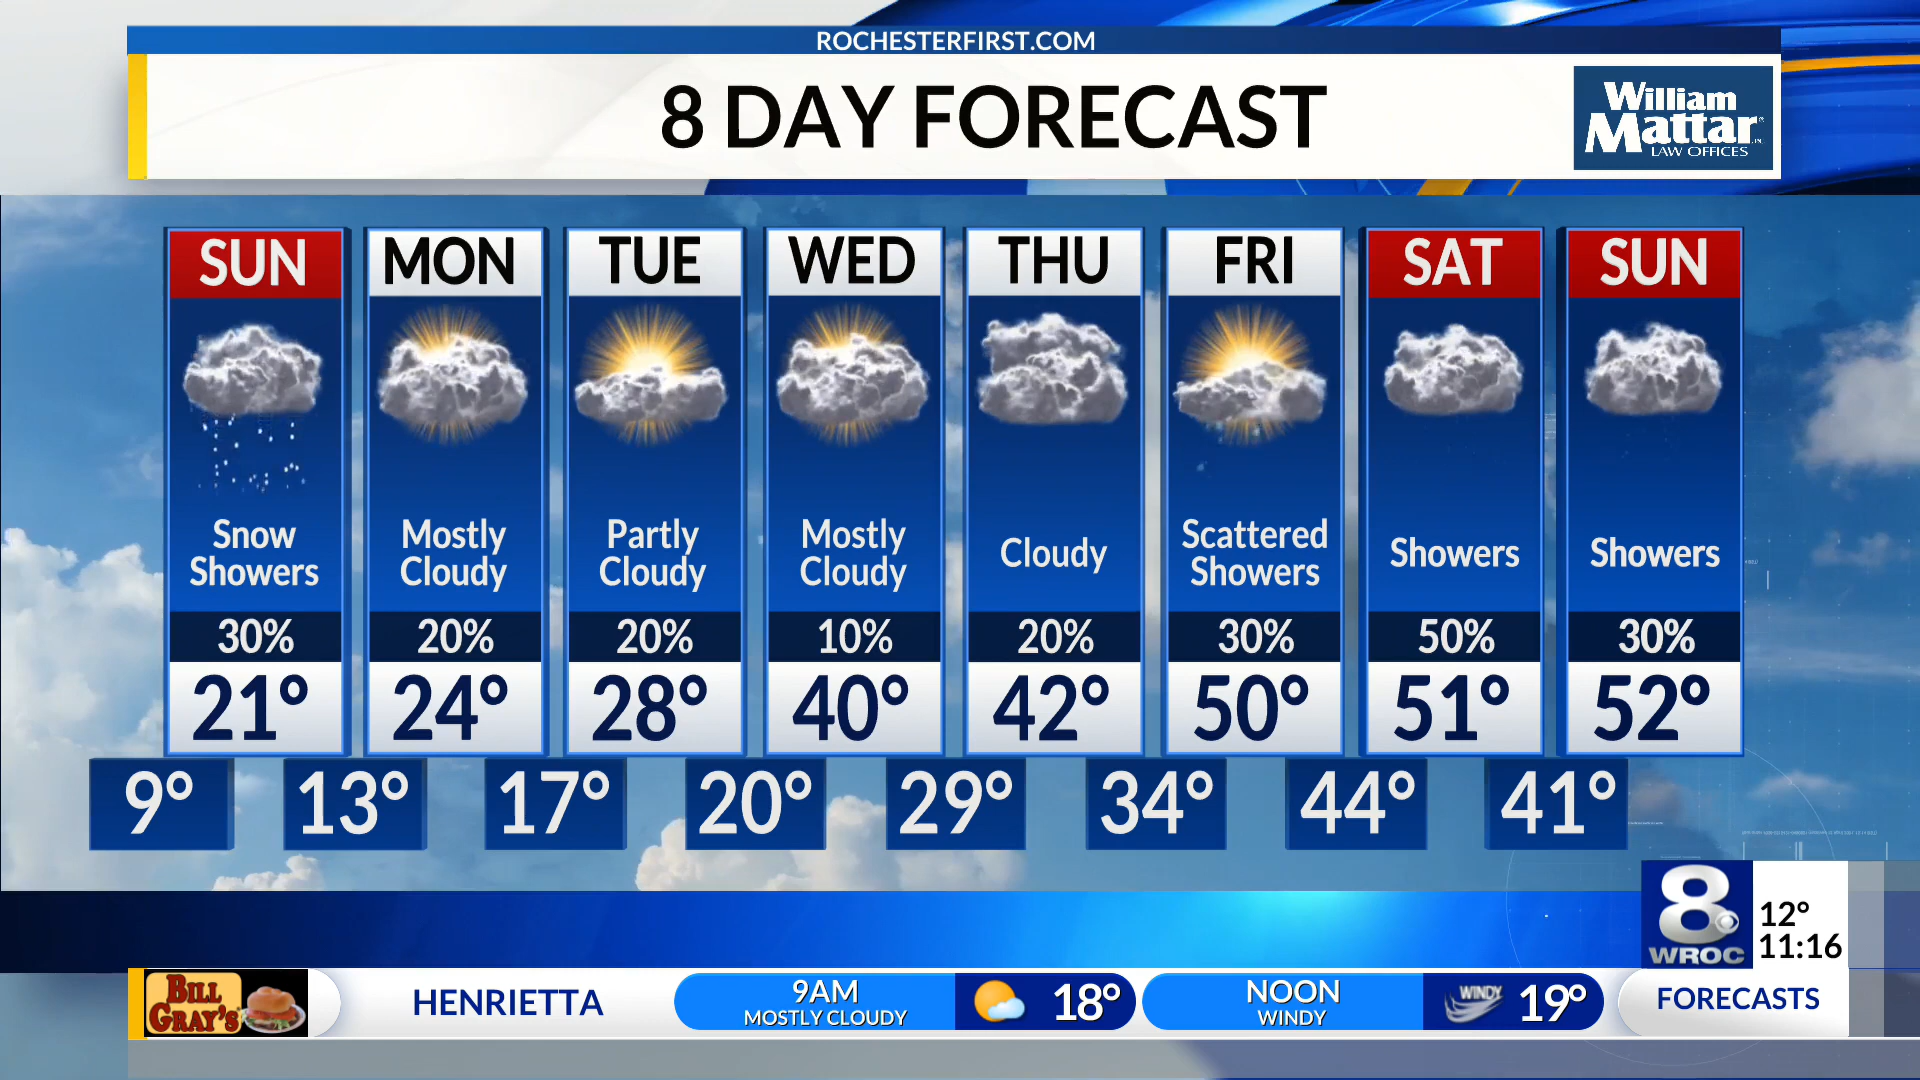 ROCHESTERFIRST.COM
8 DAY FORECAST
William
Mattar
LAW OFFICES
SUN
MON
TUE
WED
THU
FRI
SAT
SUN
Snow
Showers
Mostly
Cloudy
Partly
Cloudy
Mostly
Cloudy
Cloudy
Scattered
Showers
Showers
Showers
30%
20%
20%
10%
20%
30%
50%
30%
21°
24°
28°
40°
42°
50°
51°
52°
9°
13°
17°
20°
29°
34°
44°
41°
8
WROC
12°
11:16
BILL
GRAY'S
HENRIETTA
9AM
MOSTLY CLOUDY
18°
NOON
WINDY
WINDY
19°
FORECASTS